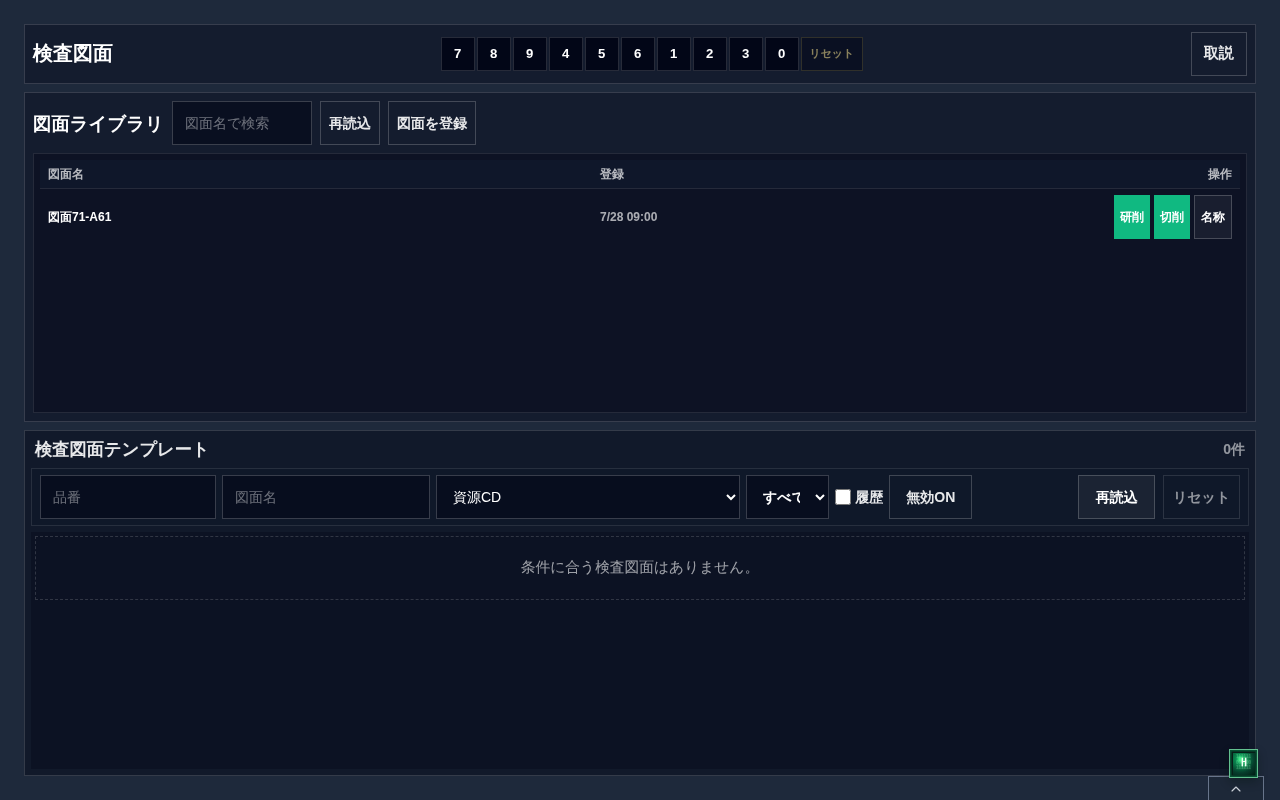 検査図面 7 8 9 4 5 6 1 2 3 0 リセット 取説
図面ライブラリ 図面名で検索 再読込 図面を登録
図面名 登録 操作
図面71-A61 7/28 09:00 研削 切削 名称
検査図面テンプレート 0件
品番 図面名 資源CD すべて 履歴 無効ON 再読込 リセット
条件に合う検査図面はありません。
H